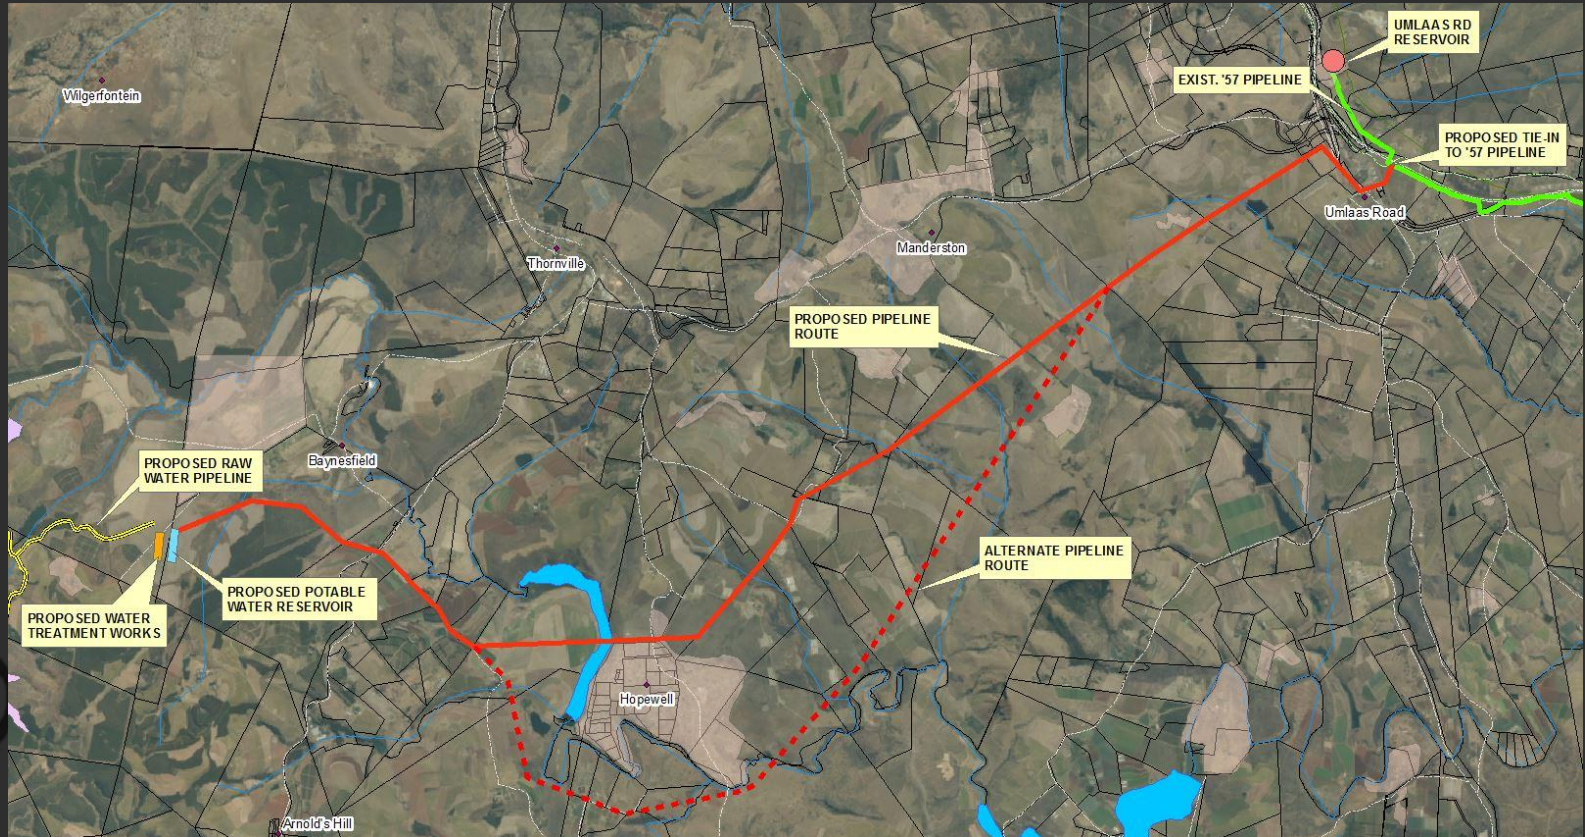 UMLAAS RD
RESERVOIR
EXIST. '57 PIPELINE
Wilgerfontein
PROPOSED TIE-IN
TO '57 PIPELINE
Umlaas Road
Manderston
Thornville
PROPOSED PIPELINE
ROUTE
Baynesfield
PROPOSED RAW
WATER PIPELINE
ALTERNATE PIPELINE
ROUTE
PROPOSED POTABLE
WATER RESERVOIR
PROPOSED WATER
TREATMENT WORKS
Hopewell
Arnold's Hill